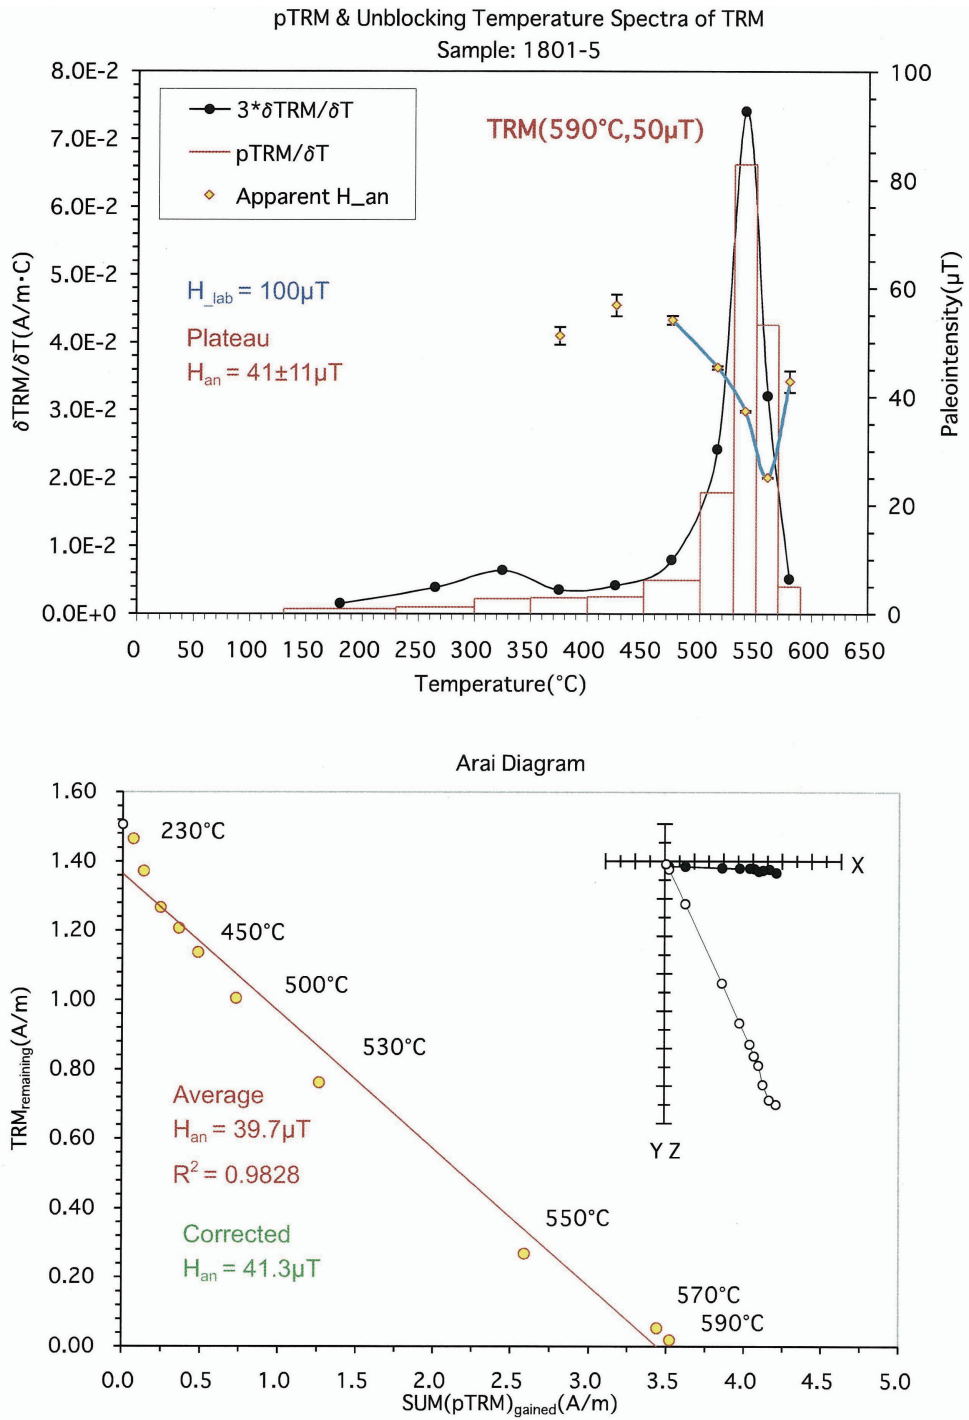 pTRM & Unblocking Temperature Spectra of TRM
Sample: 1801-5
8.0E-2
7.0E-2
6.0E-2
5.0E-2
4.0E-2
3.0E-2
2.0E-2
1.0E-2
0.0E+0
δTRM/δT(A/m·C)
3*δTRM/δT
pTRM/δT
Apparent H_an
TRM(590°C,50µT)
H_lab = 100µT
Plateau
Han = 41±11µT
100
80
60
40
20
0
Paleointensity(µT)
0 50 100 150 200 250 300 350 400 450 500 550 600 650
Temperature(°C)
Arai Diagram
1.60
1.40
1.20
1.00
0.80
0.60
0.40
0.20
0.00
TRMremaining(A/m)
230°C
450°C
500°C
530°C
550°C
570°C
590°C
Average
Han = 39.7µT
R2 = 0.9828
Corrected
Han = 41.3µT
X
Y Z
0.0 0.5 1.0 1.5 2.0 2.5 3.0 3.5 4.0 4.5 5.0
SUM(pTRM)gained(A/m)